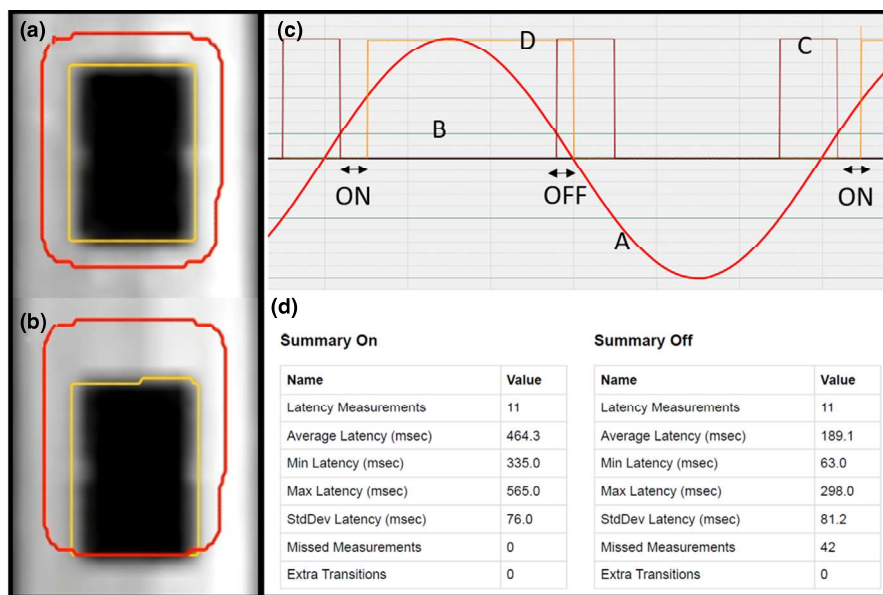 (a)
(b)
(c)
D
C
B
ON
OFF
ON
A
(d)
Summary On
Name Value
Latency Measurements 11
Average Latency (msec) 464.3
Min Latency (msec) 335.0
Max Latency (msec) 565.0
StdDev Latency (msec) 76.0
Missed Measurements 0
Extra Transitions 0
Summary Off
Name Value
Latency Measurements 11
Average Latency (msec) 189.1
Min Latency (msec) 63.0
Max Latency (msec) 298.0
StdDev Latency (msec) 81.2
Missed Measurements 42
Extra Transitions 0